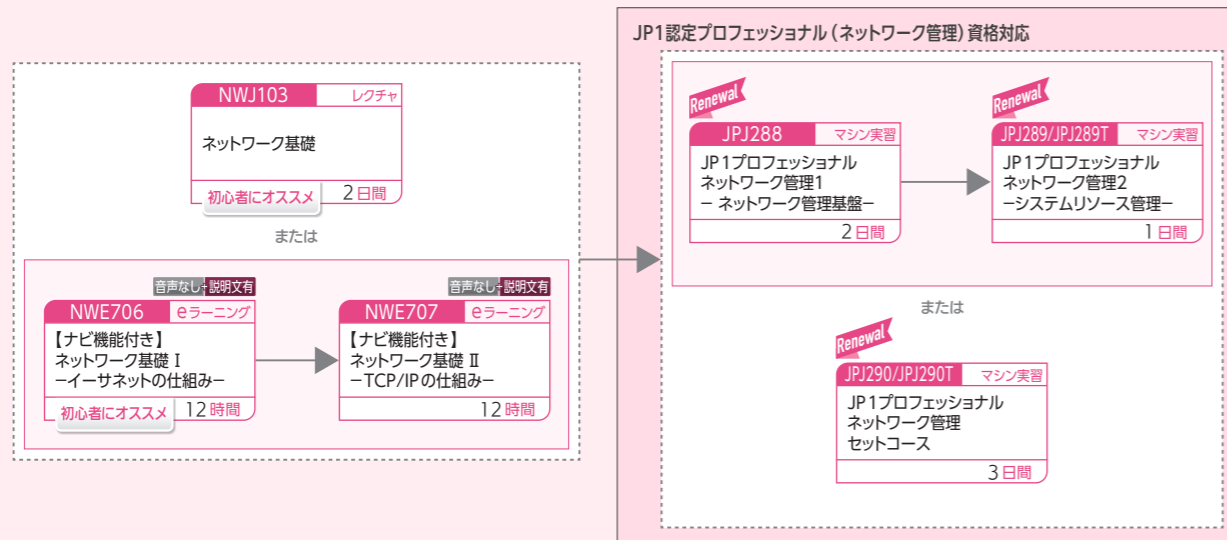 JP1認定プロフェッショナル（ネットワーク管理）資格対応
NWJ103 レクチャ
ネットワーク基礎
初心者にオススメ 2日間
または
音声なし+説明文有
NWE706 eラーニング
【ナビ機能付き】
ネットワーク基礎 Ⅰ
−イーサネットの仕組み−
初心者にオススメ 12時間
音声なし+説明文有
NWE707 eラーニング
【ナビ機能付き】
ネットワーク基礎 Ⅱ
−TCP/IPの仕組み−
12時間
Renewal
JPJ288 マシン実習
JP1プロフェッショナル
ネットワーク管理1
− ネットワーク管理基盤−
2日間
Renewal
JPJ289/JPJ289T マシン実習
JP1プロフェッショナル
ネットワーク管理2
−システムリソース管理−
1日間
または
Renewal
JPJ290/JPJ290T マシン実習
JP1プロフェッショナル
ネットワーク管理
セットコース
3日間